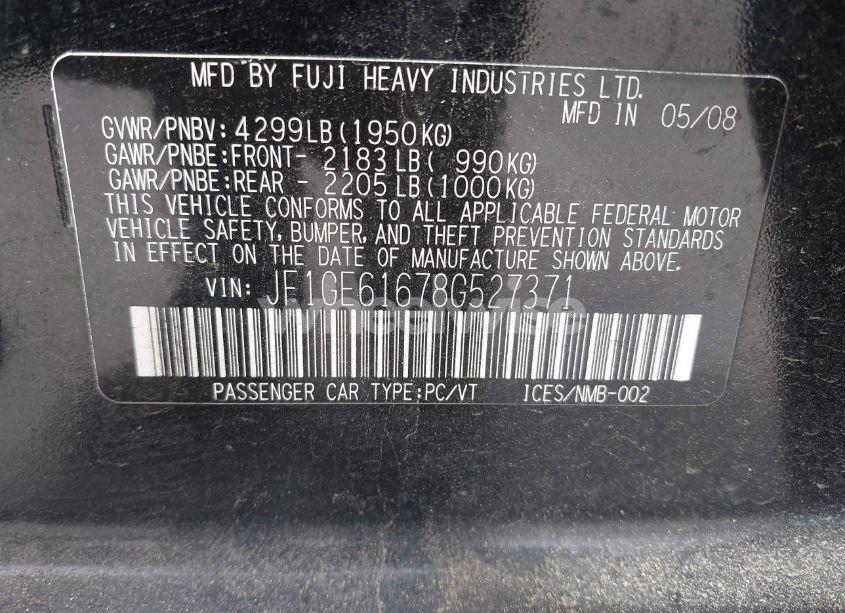 MFD BY FUJI HEAVY INDUSTRIES LTD.
MFD IN 05/08
GVWR/PNBV: 4299LB (1950KG)
GAWR/PNBE: FRONT- 2183 LB ( 990KG)
GAWR/PNBE: REAR - 2205 LB (1000KG)
THIS VEHICLE CONFORMS TO ALL APPLICABLE FEDERAL MOTOR
VEHICLE SAFETY, BUMPER, AND THEFT PREVENTION STANDARDS
IN EFFECT ON THE DATE OF MANUFACTURE SHOWN ABOVE.
VIN: JF1GE61678G527371
PASSENGER CAR TYPE:PC/VT ICES/NMB-002